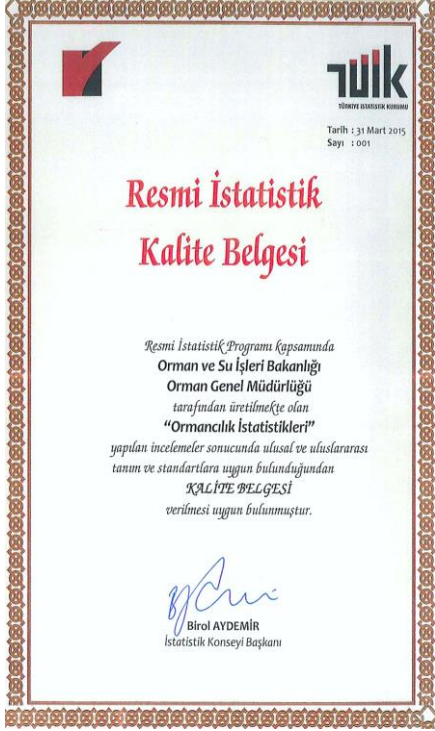 TÜİK
TÜRKİYE İSTATİSTİK KURUMU
Tarih : 31 Mart 2015
Sayı : 001
Resmi İstatistik
Kalite Belgesi
Resmi İstatistik Programı kapsamında
Orman ve Su İşleri Bakanlığı
Orman Genel Müdürlüğü
tarafından üretilmekte olan
“Ormancılık İstatistikleri”
yapılan incelemeler sonucunda ulusal ve uluslararası
tanım ve standartlara uygun bulunduğundan
KALİTE BELGESİ
verilmesi uygun bulunmuştur.
Birol AYDEMİR
İstatistik Konseyi Başkanı